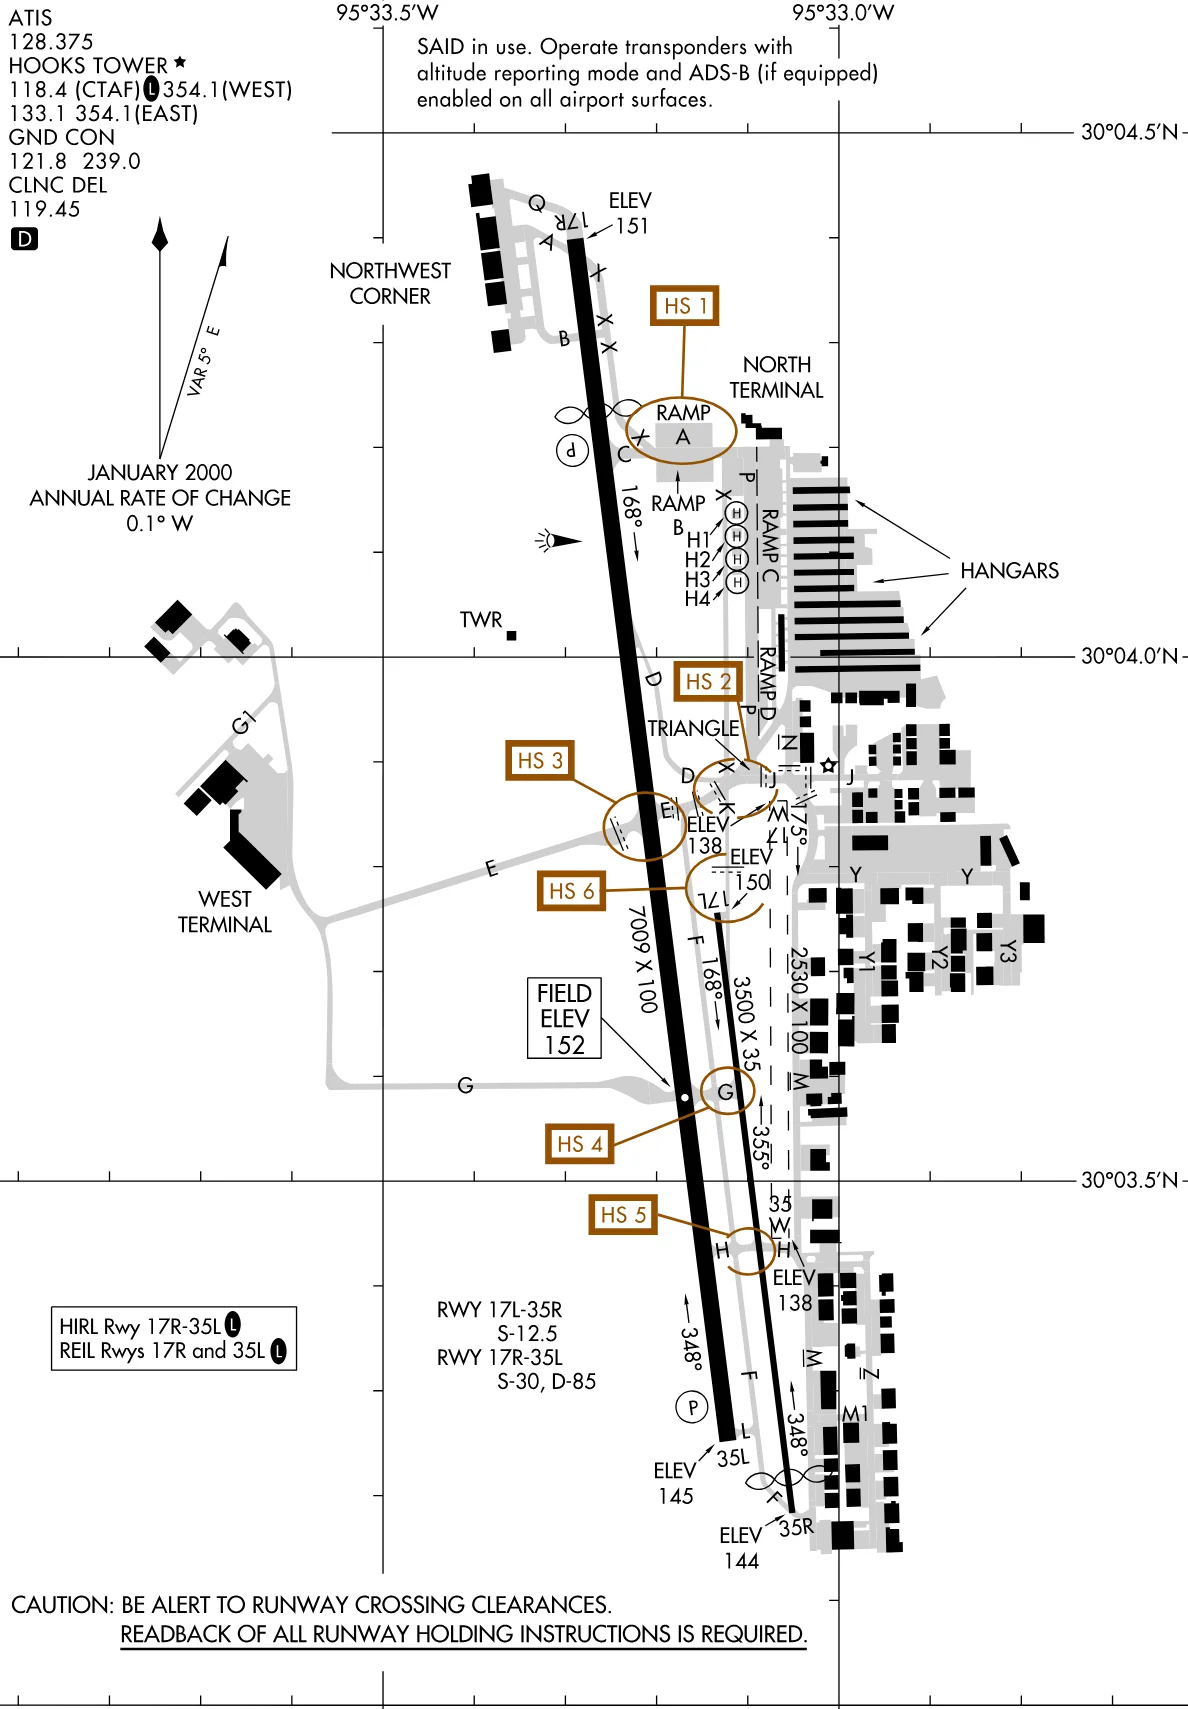 ATIS
128.375
HOOKS TOWER
118.4 (CTAF) L 354.1(WEST)
133.1 354.1(EAST)
GND CON
121.8 239.0
CLNC DEL
119.45
D
95°33.5'W
95°33.0'W
SAID in use. Operate transponders with
altitude reporting mode and ADS-B (if equipped)
enabled on all airport surfaces.
30°04.5'N
VAR 5° E
JANUARY 2000
ANNUAL RATE OF CHANGE
0.1° W
NORTHWEST
CORNER
Q
17R
A
ELEV
151
X
X
B
X
HS 1
NORTH
TERMINAL
RAMP
A
X
C
P
168°
RAMP
B
X
P
H
H
H
H
H1
H2
H3
H4
RAMP C
HANGARS
TWR
30°04.0'N
D
HS 2
RAMP D
P
TRIANGLE
N
G1
HS 3
D
X
J
J
E
K
ELEV
138
W
17
175°
ELEV
150
E
HS 6
17L
WEST
TERMINAL
Y
Y
7009 X 100
F
168°
3500 X 35
2530 X 100
Y1
Y2
Y3
FIELD
ELEV
152
G
G
M
HS 4
355°
30°03.5'N
HS 5
35
W
H
H
ELEV
138
HIRL Rwy 17R-35L L
REIL Rwys 17R and 35L L
RWY 17L-35R
S-12.5
RWY 17R-35L
S-30, D-85
348°
F
M
Z
P
L
348°
M1
35L
ELEV
145
F
35R
ELEV
144
CAUTION: BE ALERT TO RUNWAY CROSSING CLEARANCES.
READBACK OF ALL RUNWAY HOLDING INSTRUCTIONS IS REQUIRED.